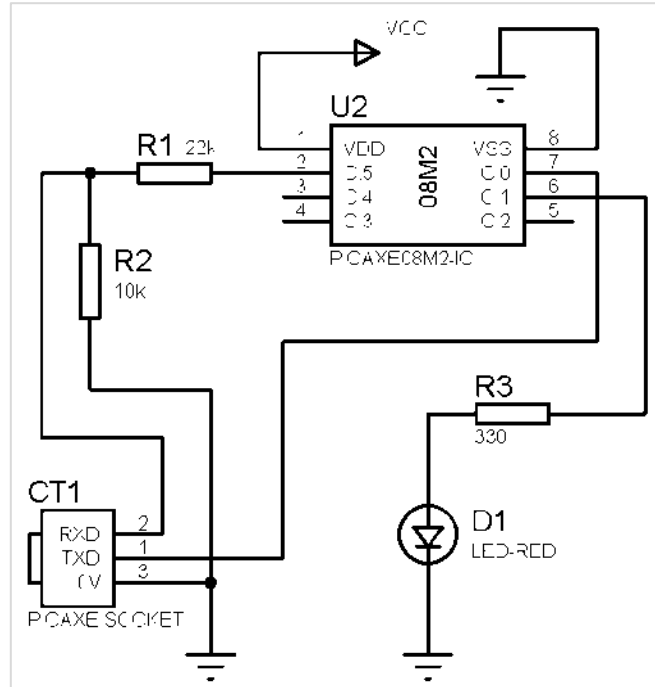 VCC
U2
1 VDD VSS 8
R1 22k 2 C.5 C.0 7
3 C.4 C.1 6
4 C.3 C.2 5
08M2
PICAXE08M2-IC
R2
10k
R3
330
CT1
RXD 2
TXD 1
0V 3
PICAXE SOCKET
D1
LED-RED